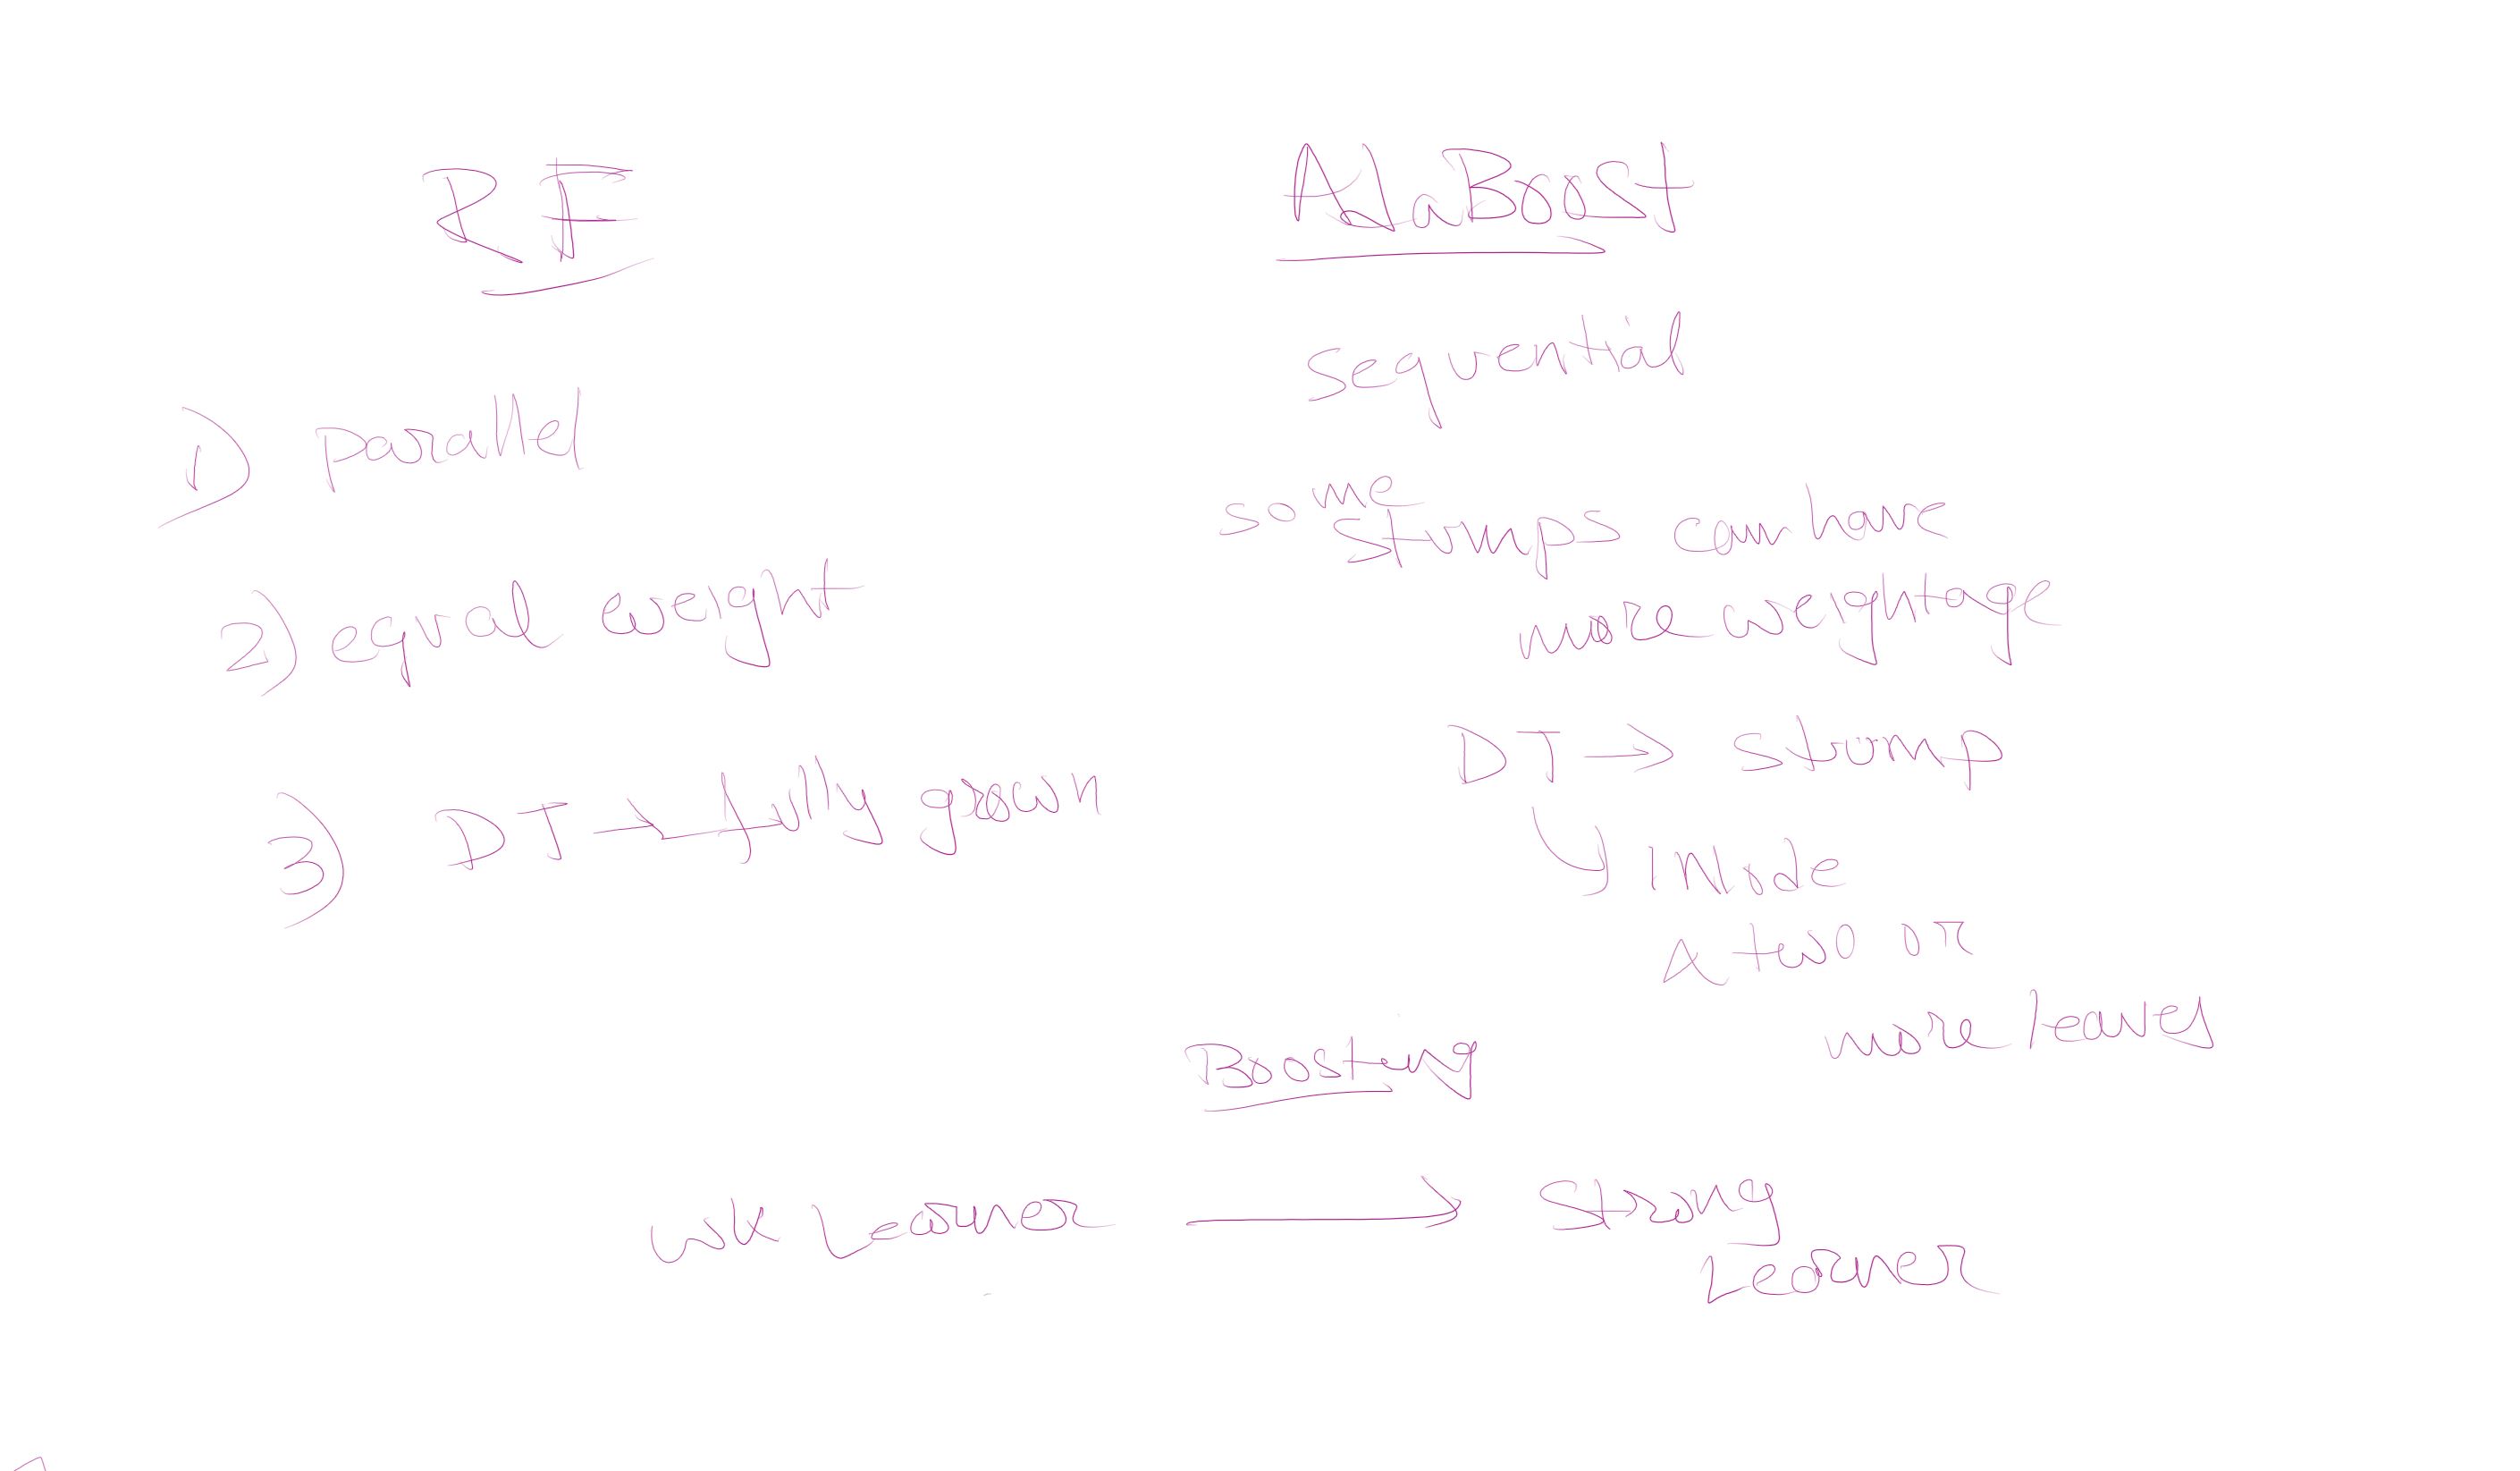 RF
1) parallel
2) equal weight
3) DT → fully grown
AdaBoost
Sequential
some
Stumps can have
more weightage
DT → Stump
1 Node
& two or
more leaves
Boosting
Learner → Strong
Learner